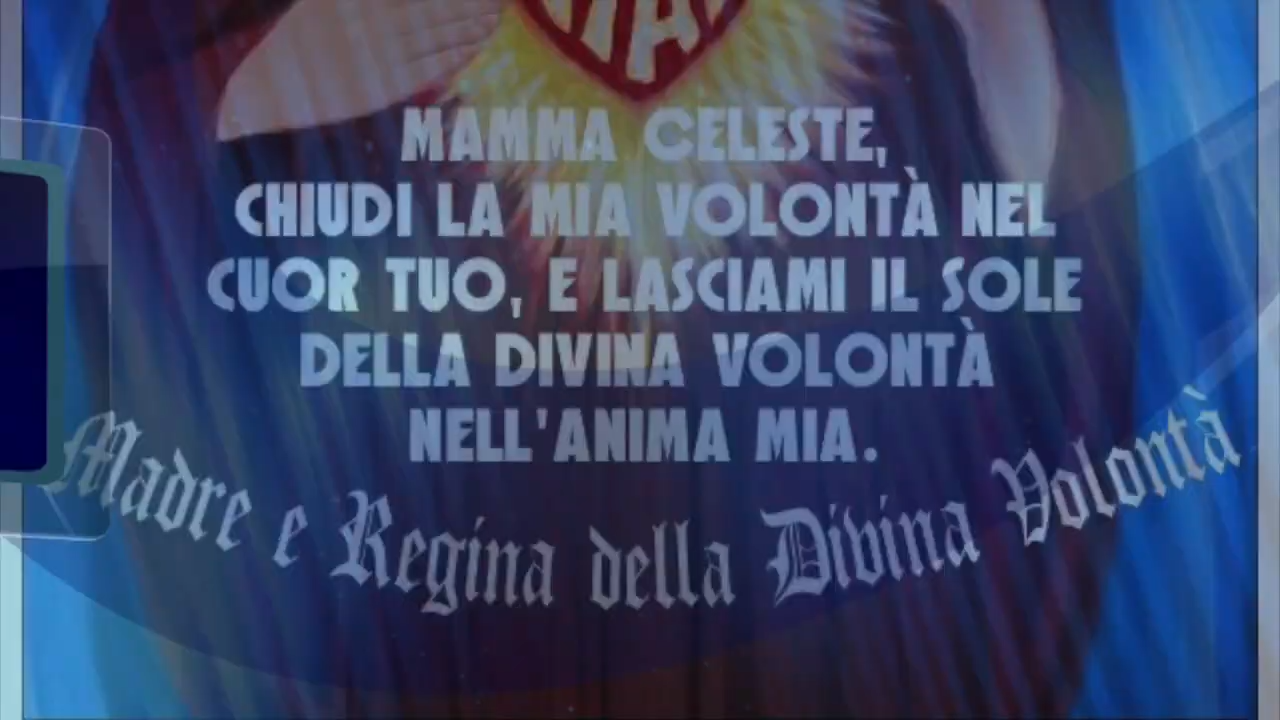 MAMMA CELESTE,
CHIUDI LA MIA VOLONTÀ NEL
CUOR TUO, E LASCIAMI IL SOLE
DELLA DIVINA VOLONTÀ
NELL'ANIMA MIA.
Madre e Regina della Divina Volontà